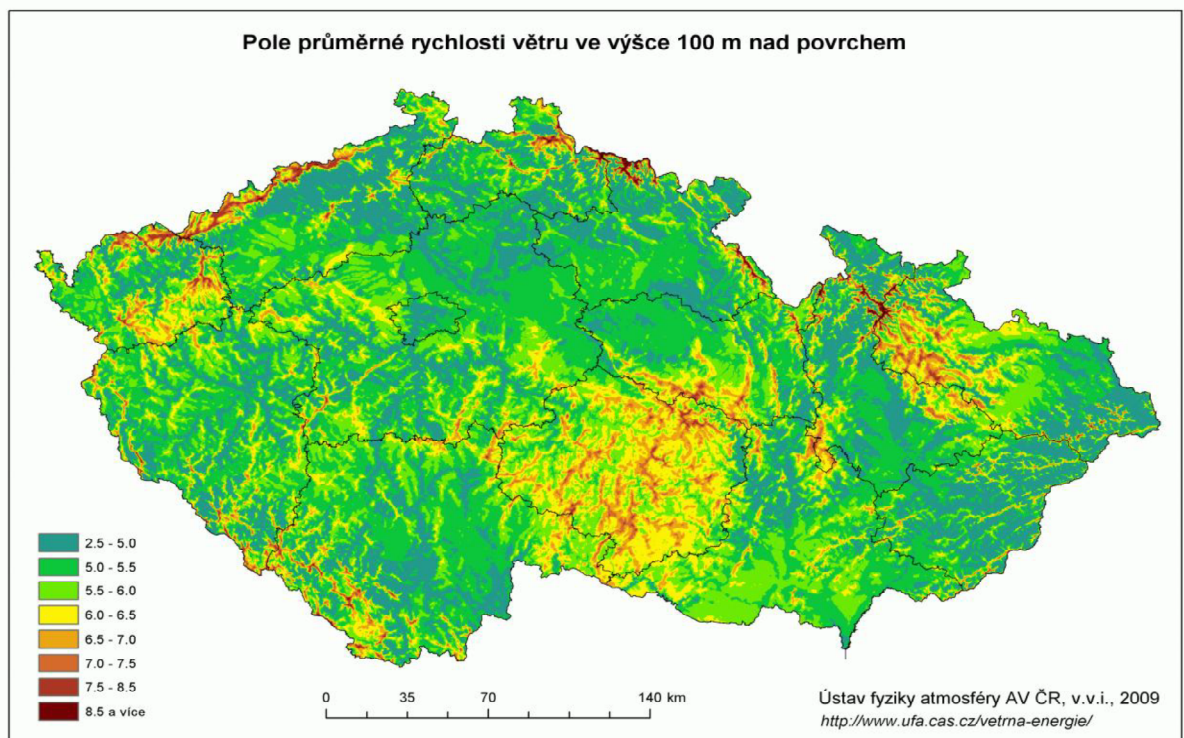 Pole průměrné rychlosti větru ve výšce 100 m nad povrchem
2.5 - 5.0
5.0 - 5.5
5.5 - 6.0
6.0 - 6.5
6.5 - 7.0
7.0 - 7.5
7.5 - 8.5
8.5 a více
0 35 70 140 km
Ústav fyziky atmosféry AV ČR, v.v.i., 2009
http://www.ufa.cas.cz/vetrna-energie/